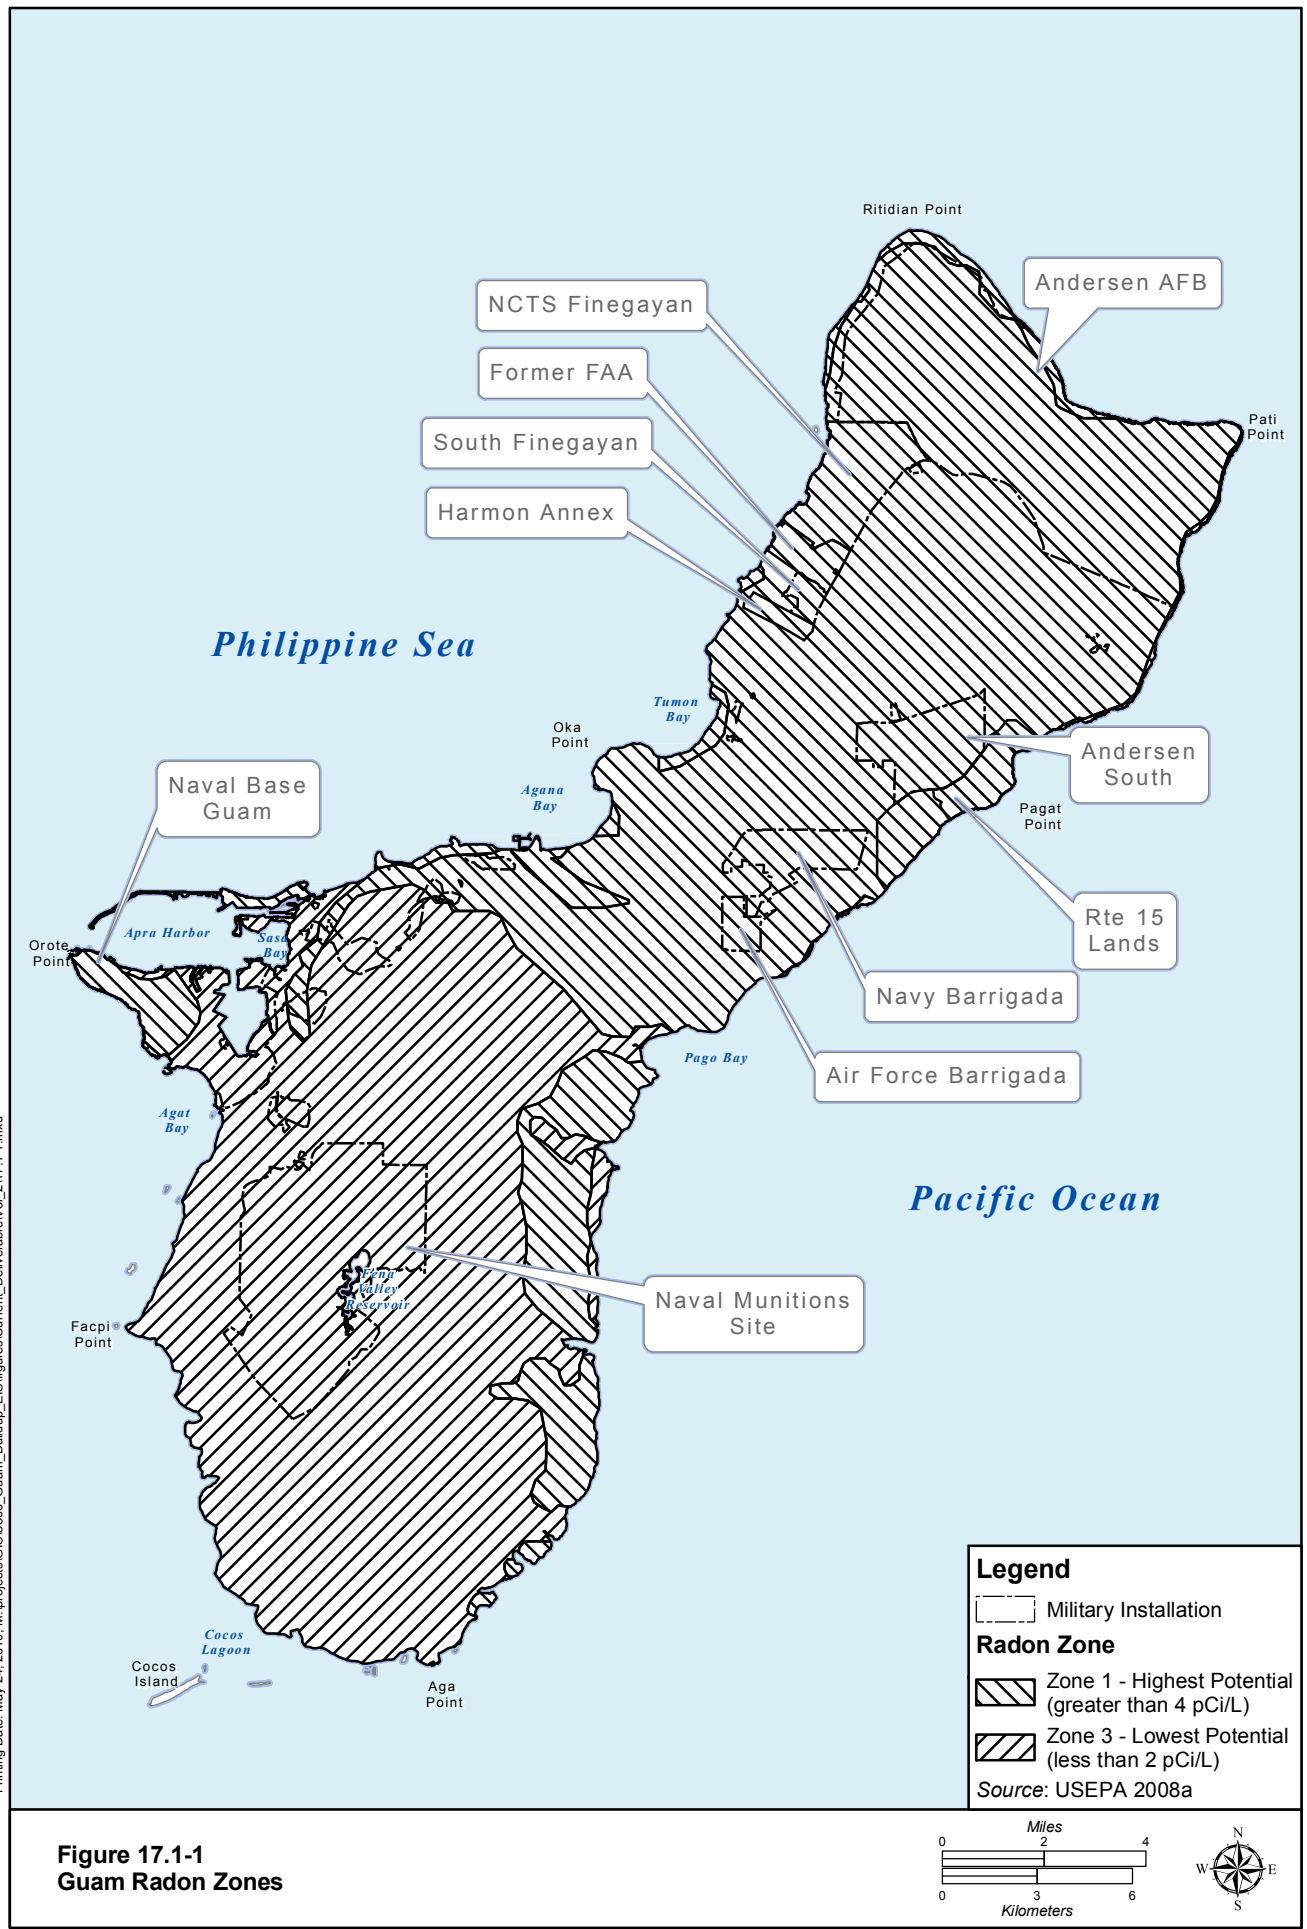 Ritidian Point
Andersen AFB
NCTS Finegayan
Former FAA
South Finegayan
Harmon Annex
Pati
Point
Philippine Sea
Tumon
Bay
Oka
Point
Andersen
South
Naval Base
Guam
Agana
Bay
Pagat
Point
Rte 15
Lands
Orote
Point
Apra Harbor
Sasa
Bay
Navy Barrigada
Pago Bay
Air Force Barrigada
Agat
Bay
Pacific Ocean
Fena
Valley
Reservoir
Naval Munitions
Site
Facpi
Point
Cocos
Lagoon
Cocos
Island
Aga
Point
Legend
Military Installation
Radon Zone
Zone 1 - Highest Potential
(greater than 4 pCi/L)
Zone 3 - Lowest Potential
(less than 2 pCi/L)
Source: USEPA 2008a
Figure 17.1-1
Guam Radon Zones
Miles
0 2 4
0 3 6
Kilometers
N
W E
S